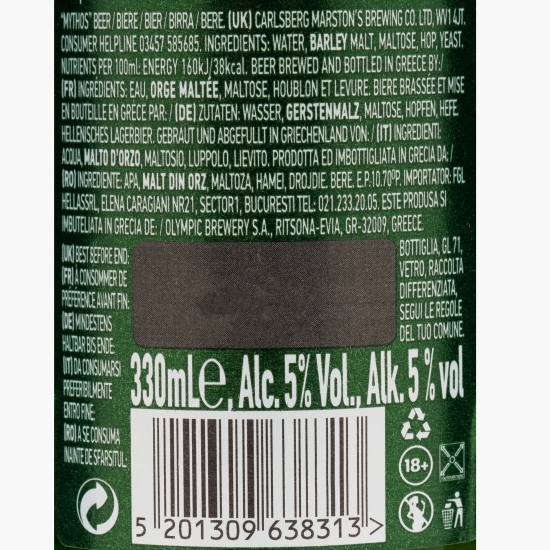 "MYTHOS" BEER / BIÈRE / BIER / BIRRA / BERE. (UK) CARLSBERG MARSTON'S BREWING CO. LTD, WV1 4JT.
CONSUMER HELPLINE 03457 585685. INGREDIENTS: WATER, BARLEY MALT, MALTOSE, HOP, YEAST.
NUTRIENTS PER 100ml: ENERGY 160kJ/38kcal. BEER BREWED AND BOTTLED IN GREECE BY: /
(FR) INGRÉDIENTS: EAU, ORGE MALTÉE, MALTOSE, HOUBLON ET LEVURE. BIÈRE BRASSÉE ET MISE
EN BOUTEILLE EN GRÈCE PAR: / (DE) ZUTATEN: WASSER, GERSTENMALZ, MALTOSE, HOPFEN, HEFE.
HELLENISCHES LAGERBIER. GEBRAUT UND ABGEFÜLLT IN GRIECHENLAND VON: / (IT) INGREDIENTI:
ACQUA, MALTO D'ORZO, MALTOSIO, LUPPOLO, LIEVITO. PRODOTTA ED IMBOTTIGLIATA IN GRECIA DA: /
(RO) INGREDIENTE: APA, MALT DIN ORZ, MALTOZA, HAMEI, DROJDIE. BERE. E.P.10.70ºP. IMPORTATOR: FGL
HELLASSRL, ELENA CARAGIANI NR21, SECTOR1, BUCURESTI TEL: 021.233.20.05. ESTE PRODUSA SI
IMBUTELIATA IN GRECIA DE: / OLYMPIC BREWERY S.A., RITSONA-EVIA, GR-32009, GREECE.
(UK) BEST BEFORE END:
(FR) À CONSOMMER DE
PRÉFÉRENCE AVANT FIN:
(DE) MINDESTENS
HALTBAR BIS ENDE:
(IT) DA CONSUMARSI
PREFERIBILMENTE
ENTRO FINE:
(RO) A SE CONSUMA
INAINTE DE SFARSITUL:
BOTTIGLIA, GL 71,
VETRO, RACCOLTA
DIFFERENZIATA,
SEGUI LE REGOLE
DEL TUO COMUNE.
330mL e, Alc. 5% Vol., Alk. 5 % vol
18+
5 201309 638313 >